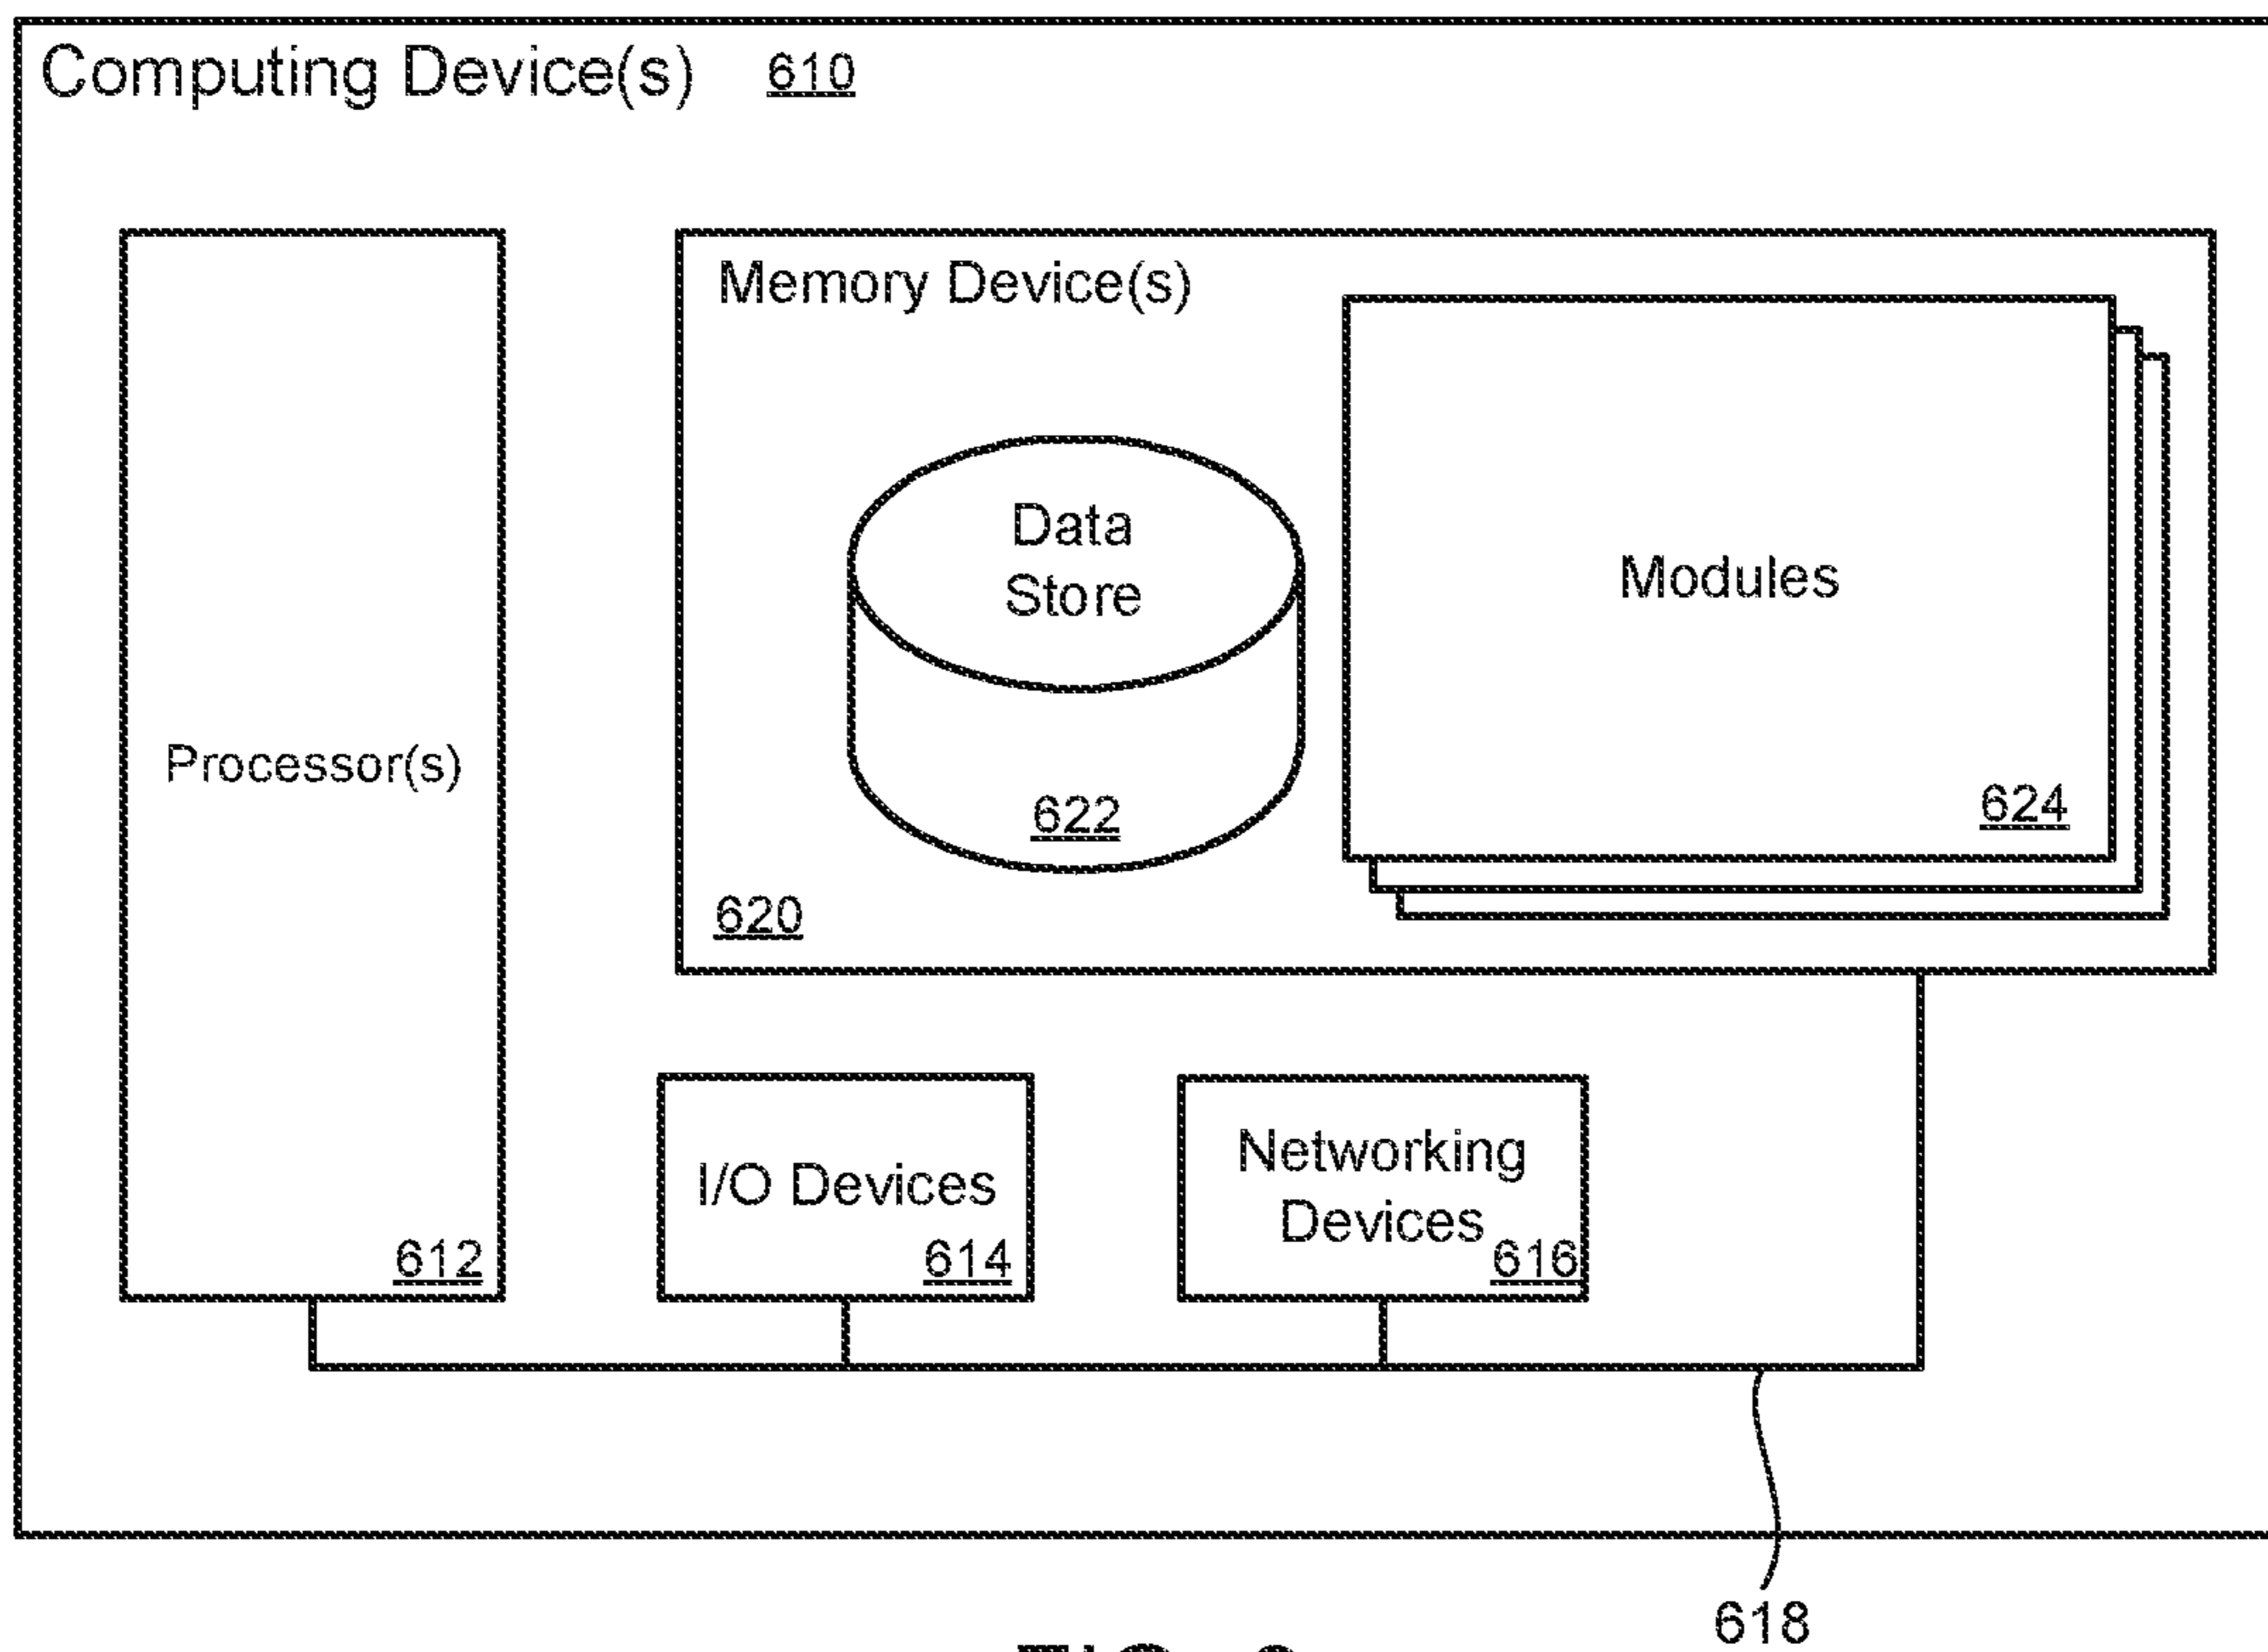 Computing Device(s) 610
Memory Device(s)
Data
Store
Modules
Processor(s)
622
624
620
I/O Devices
Networking
Devices
612
614
616
618